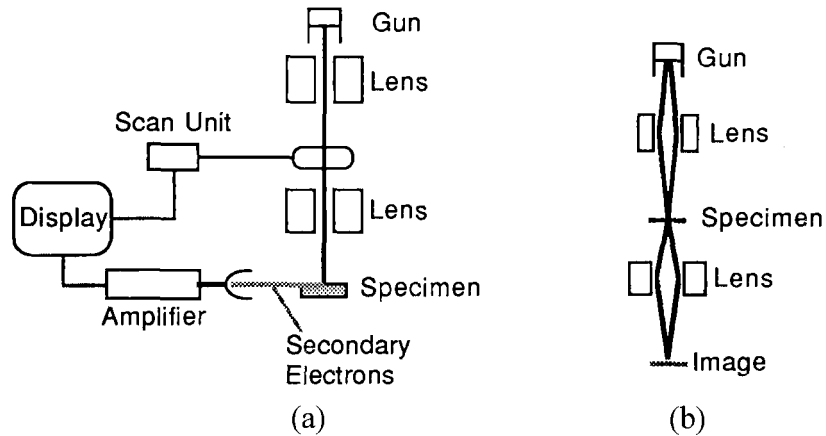 Gun
Lens
Scan Unit
Display
Lens
Specimen
Amplifier
Secondary
Electrons
(a)
Gun
Lens
Specimen
Lens
Image
(b)